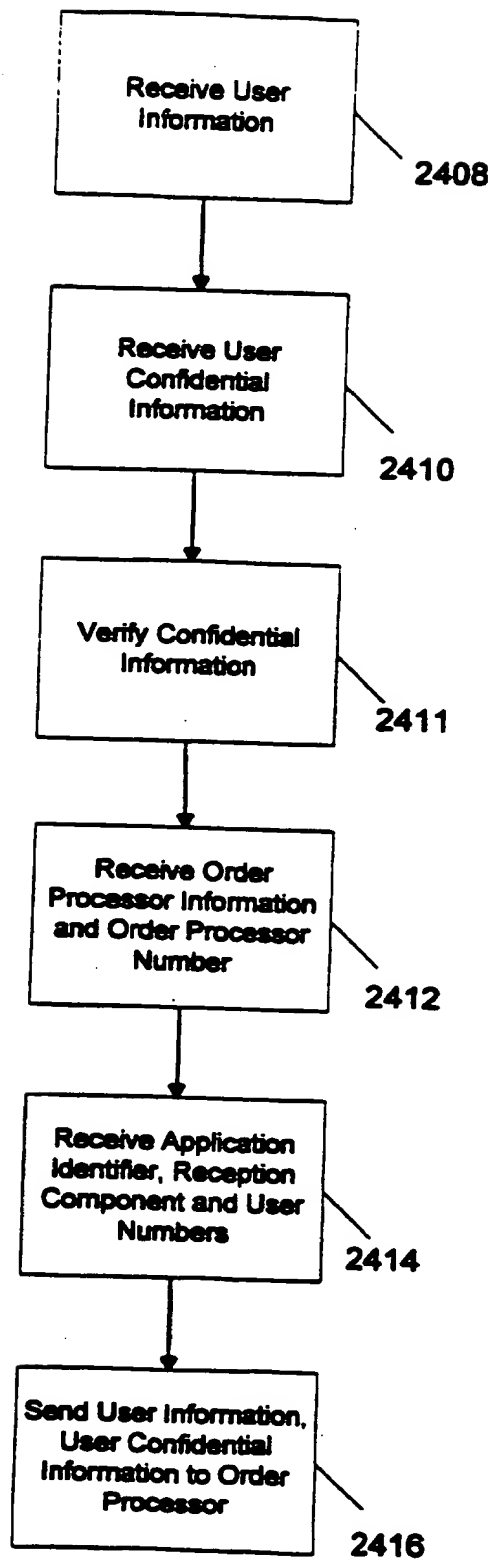 Receive User
Information
2408
Receive User
Confidential
Information
2410
Verify Confidential
Information
2411
Receive Order
Processor Information
and Order Processor
Number
2412
Receive Application
Identifier, Reception
Component and User
Numbers
2414
Send User Information,
User Confidential
Information to Order
Processor
2416